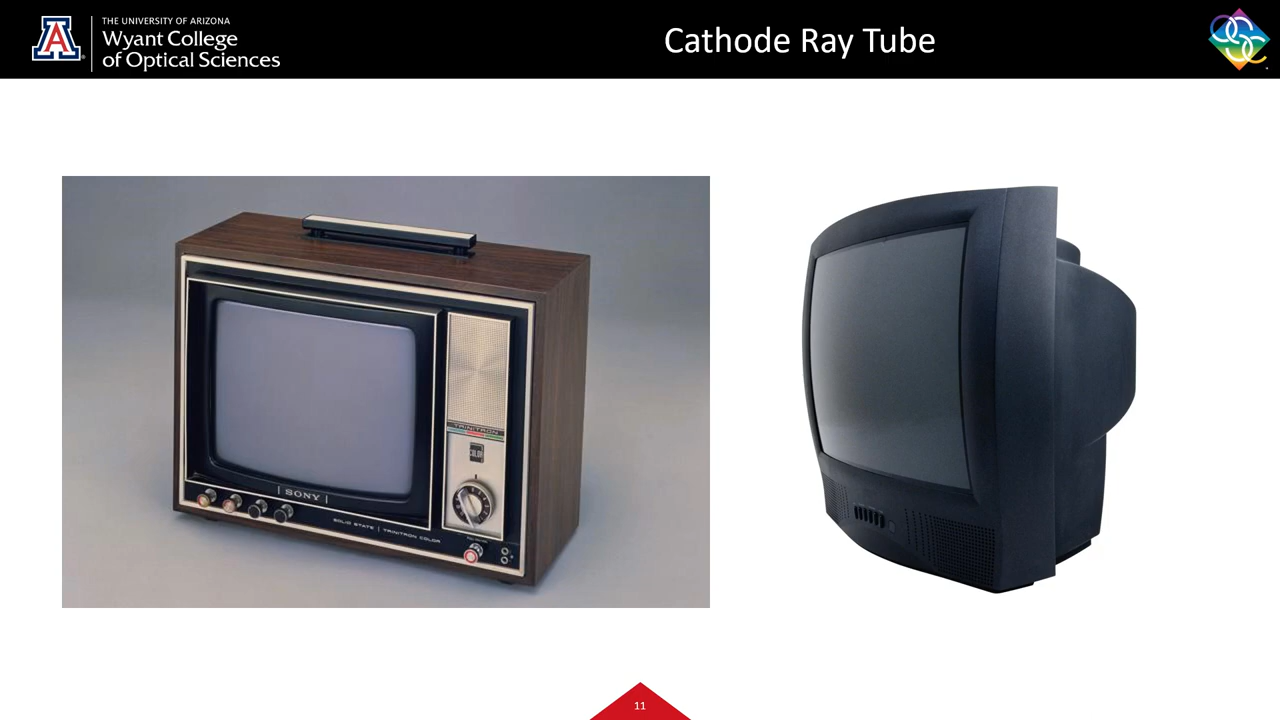 THE UNIVERSITY OF ARIZONA
Wyant College
of Optical Sciences
Cathode Ray Tube
TRINITRON
COLOR
SONY
SOLID STATE | TRINITRON COLOR
11